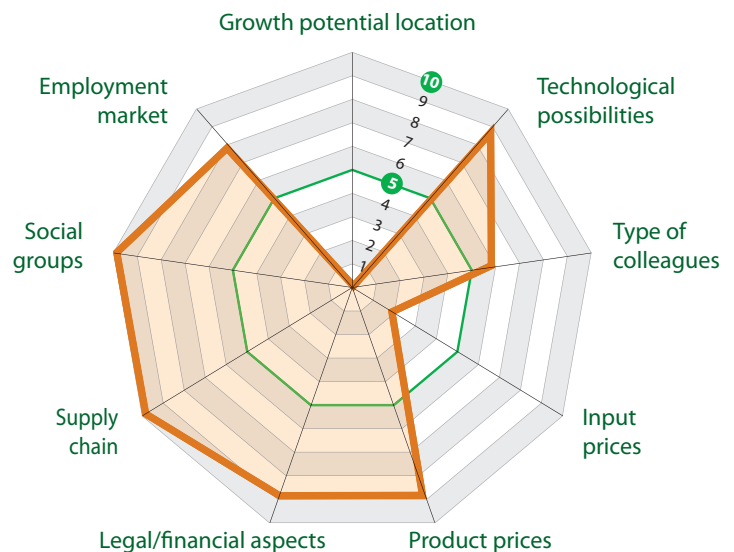 Growth potential location
Employment
market
Technological
possibilities
10
9
8
7
6
5
4
3
2
1
Social
groups
Type of
colleagues
Supply
chain
Input
prices
Legal/financial aspects
Product prices